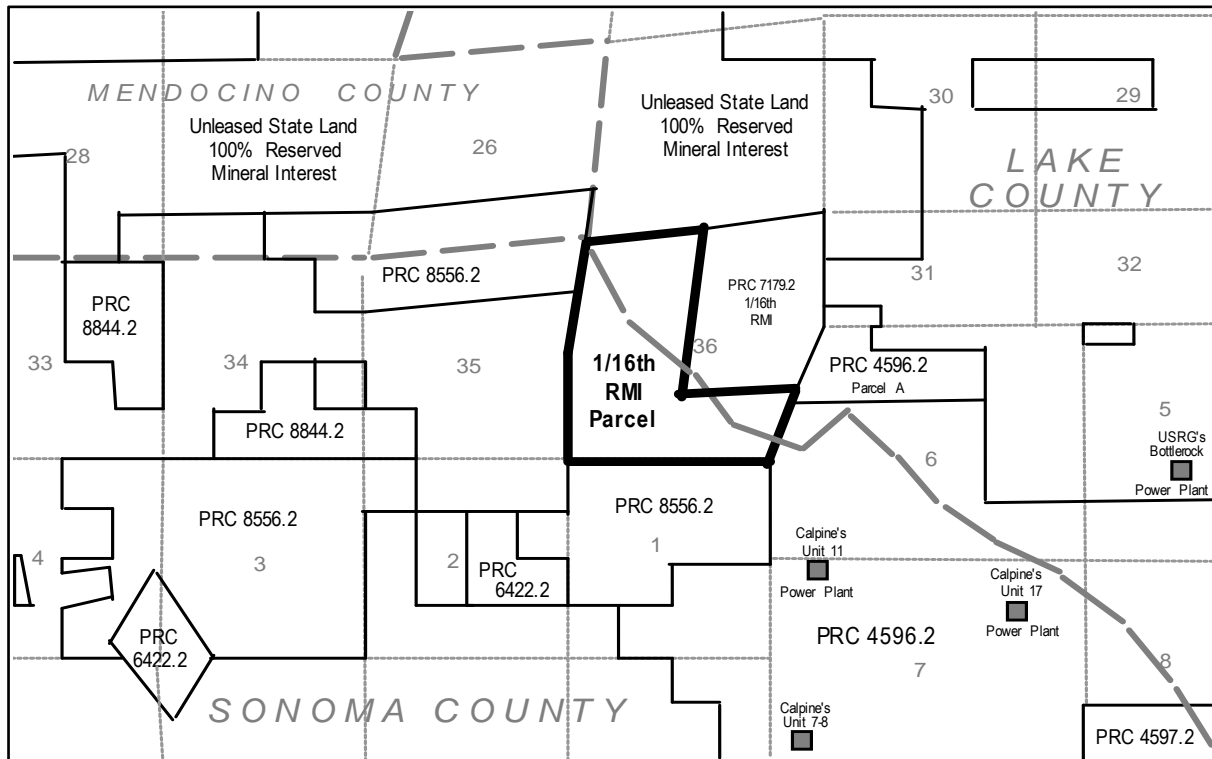 MENDOCINO COUNTY
Unleased State Land
100% Reserved
Mineral Interest
28
26
Unleased State Land
100% Reserved
Mineral Interest
30
29
LAKE
COUNTY
PRC 8556.2
PRC
8844.2
33
34
35
PRC 8844.2
1/16th
RMI
Parcel
PRC 7179.2
1/16th
RMI
36
31
32
PRC 4596.2
Parcel A
5
USRG's
Bottlerock
Power Plant
6
PRC 8556.2
4
3
2
PRC
6422.2
PRC 8556.2
1
PRC
6422.2
Calpine's
Unit 11
Power Plant
Calpine's
Unit 17
Power Plant
PRC 4596.2
7
8
SONOMA COUNTY
Calpine's
Unit 7-8
PRC 4597.2